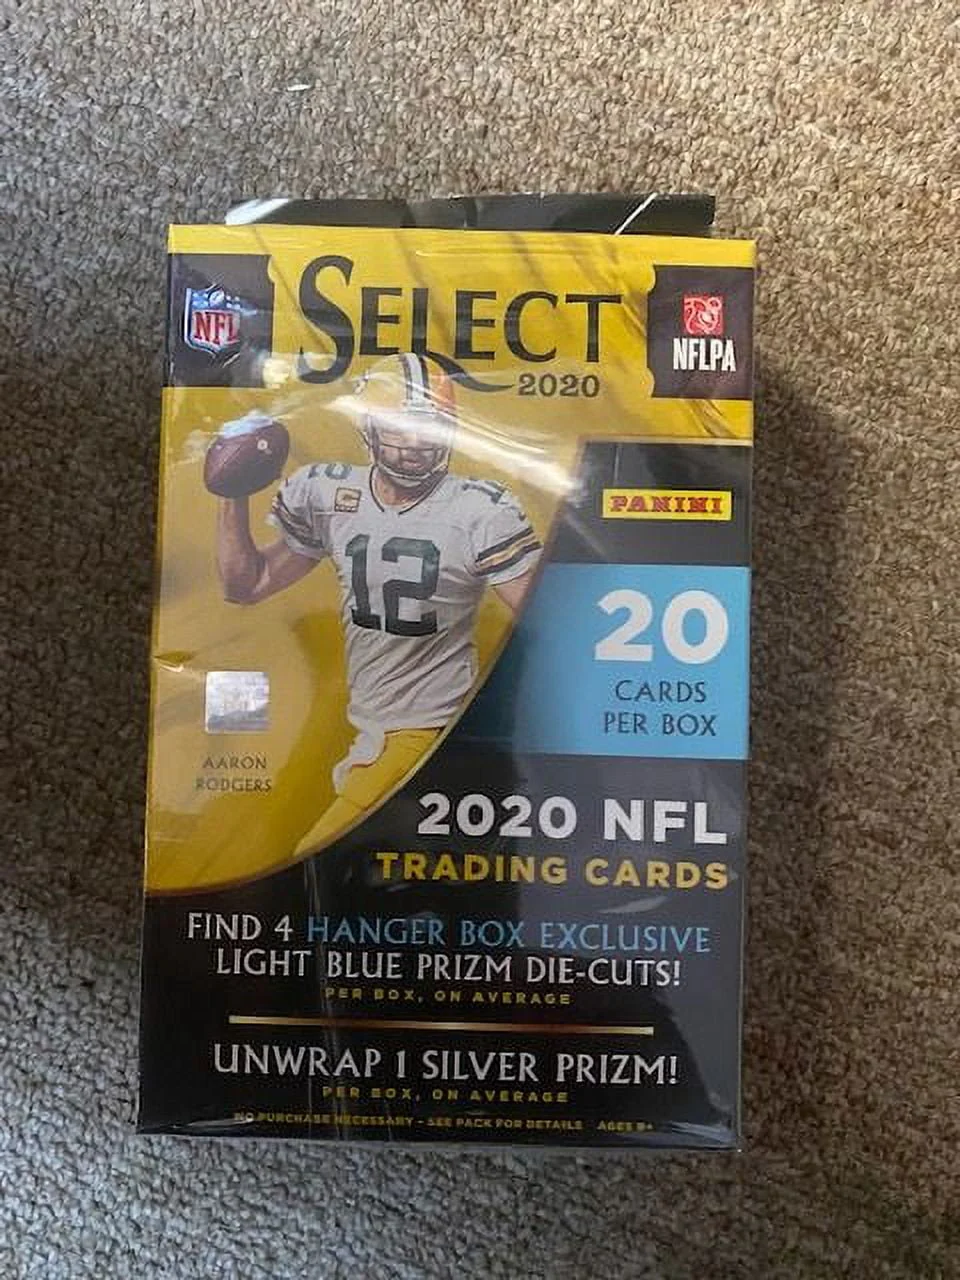 SELECT
2020
NFL
NFLPA
PANINI
12
12
20
CARDS
PER BOX
AARON
RODGERS
2020 NFL
TRADING CARDS
FIND 4 HANGER BOX EXCLUSIVE
LIGHT BLUE PRIZM DIE-CUTS!
PER BOX, ON AVERAGE
UNWRAP 1 SILVER PRIZM!
PER BOX, ON AVERAGE
NO PURCHASE NECESSARY - SEE PACK FOR DETAILS AGES 9+